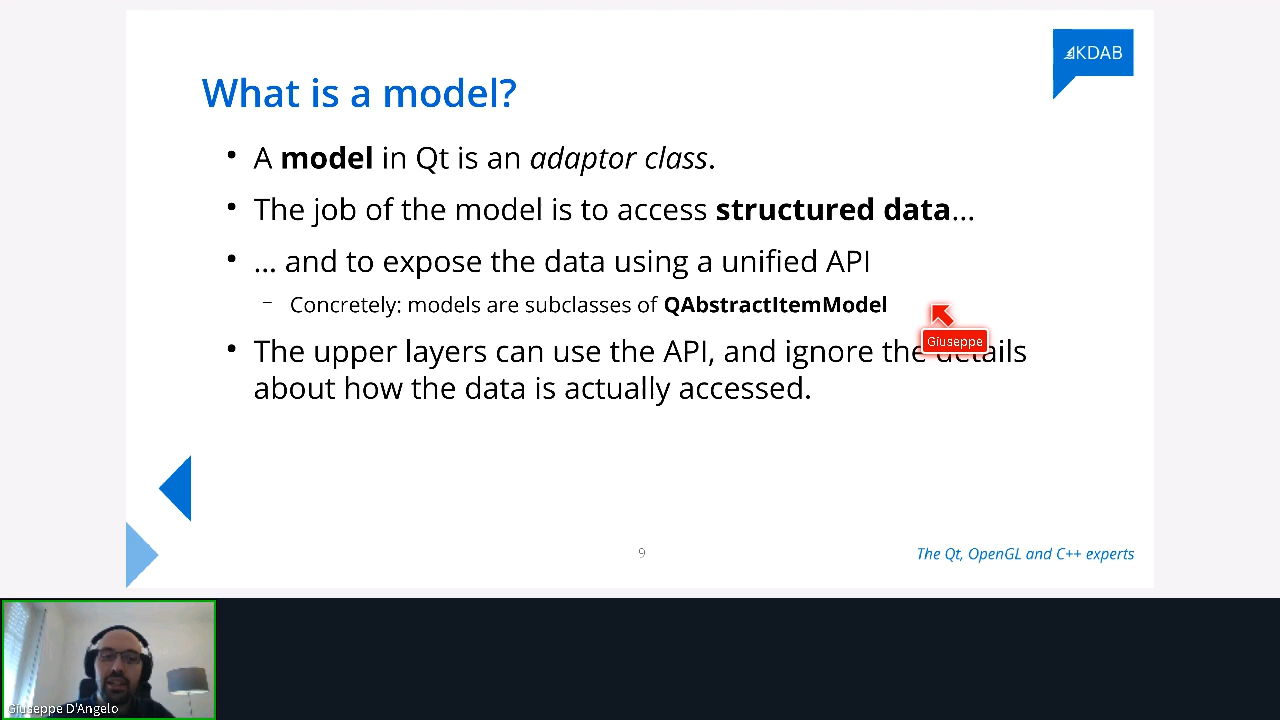 KDAB
What is a model?
• A model in Qt is an adaptor class.
• The job of the model is to access structured data…
• … and to expose the data using a unified API
– Concretely: models are subclasses of QAbstractItemModel
Giuseppe
• The upper layers can use the API, and ignore the details
about how the data is actually accessed.
9
The Qt, OpenGL and C++ experts
Giuseppe D'Angelo